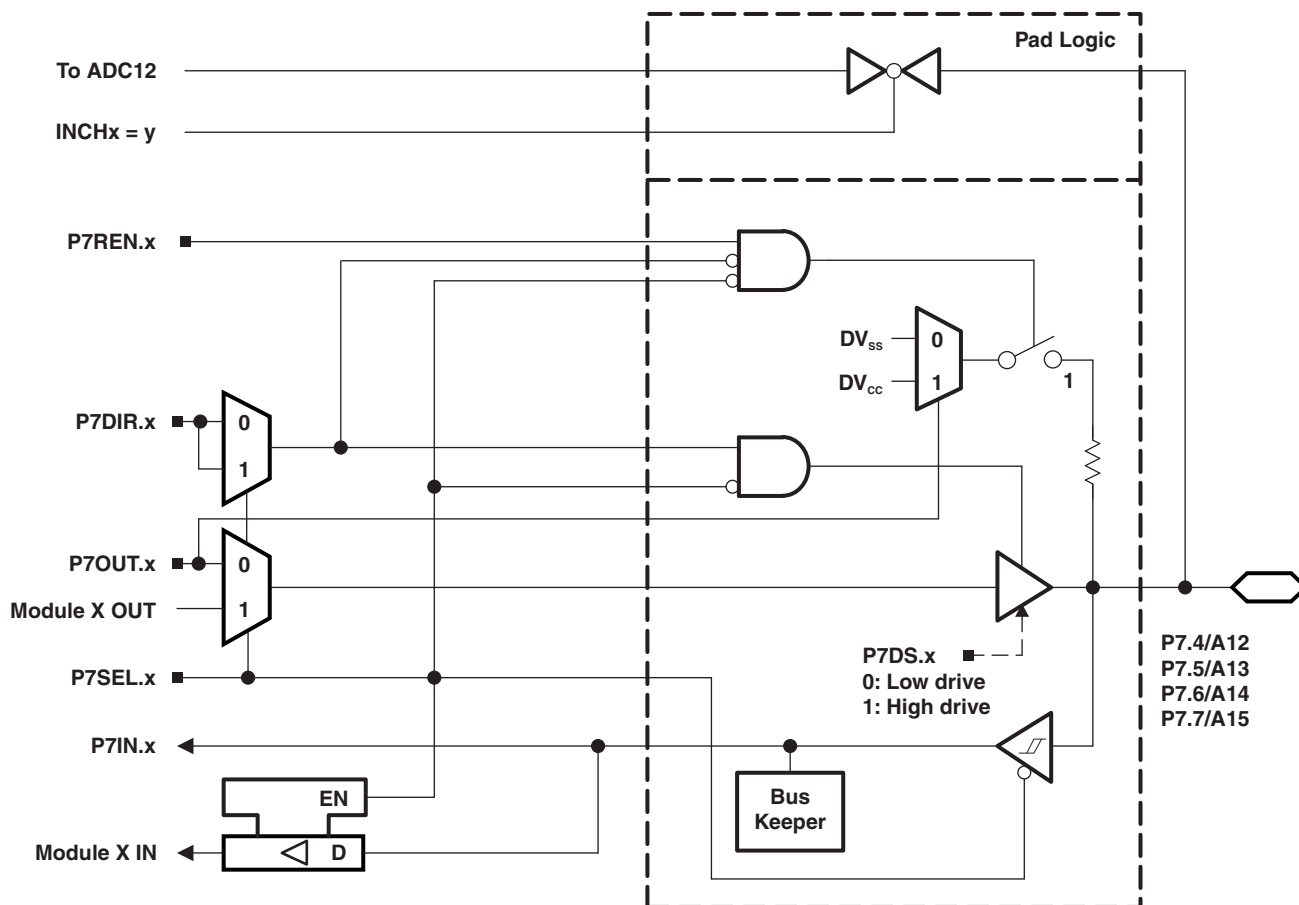 Pad Logic
To ADC12
INCHx = y
P7REN.x
DVSS
0
DVCC
1
1
P7DIR.x
0
1
P7OUT.x
0
Module X OUT
1
P7DS.x
0: Low drive
1: High drive
P7.4/A12
P7.5/A13
P7.6/A14
P7.7/A15
P7SEL.x
P7IN.x
EN
Bus
Keeper
Module X IN
D